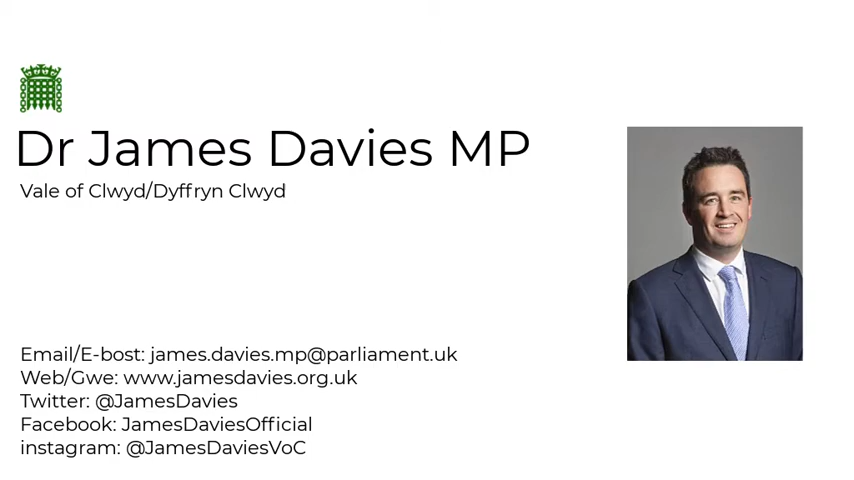 Dr James Davies MP
Vale of Clwyd/Dyffryn Clwyd
Email/E-bost: james.davies.mp@parliament.uk
Web/Gwe: www.jamesdavies.org.uk
Twitter: @JamesDavies
Facebook: JamesDaviesOfficial
instagram: @JamesDaviesVoC